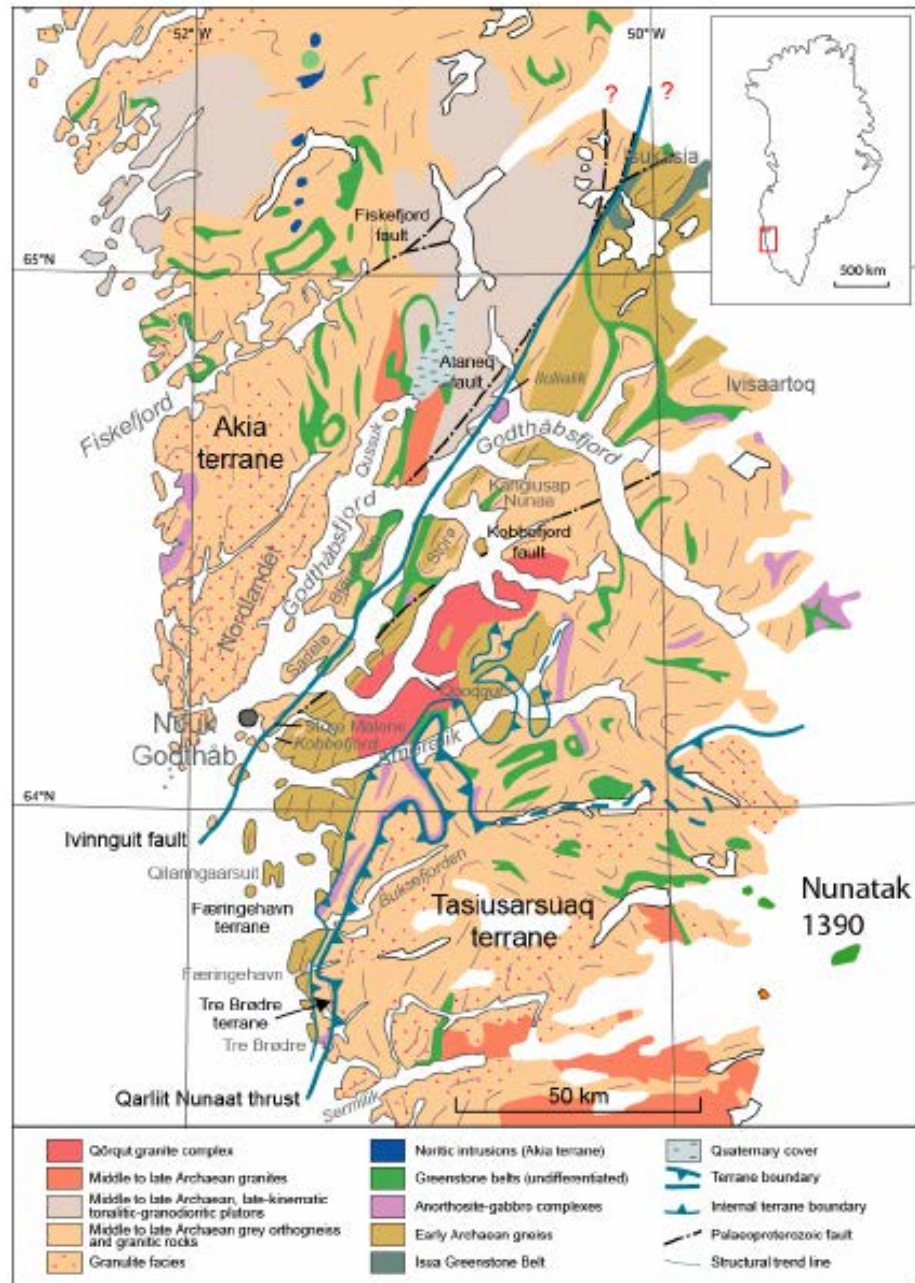 52° W
50° W
? ?
Isukasia
Fiskefjord
fault
65°N
500 km
Ataneq
fault
Ilulialik
Ivisaartoq
Fiskefjord
Akia
terrane
Qussuk
Godthåbsfjord
Kangiusap
Nunaa
Kobbefjord
fault
Nordlandet
Godthåbsfjord
Storø
Sadelø
Qooqqut
Nuuk
Godthåb
Store Malene
Kobbefjord
Ameralik
64°N
Ivinnguit fault
Qilanngaarsuit
Buksefjorden
Færingehavn
terrane
Tasiusarsuaq
terrane
Nunatak
1390
Færingehavn
Tre Brødre
terrane
Tre Brødre
Qarliit Nunaat thrust
Sermilik
50 km
Qôrqut granite complex
Middle to late Archaean granites
Middle to late Archaean, late-kinematic
tonalitic-granodioritic plutons
Middle to late Archaean grey orthogneiss
and granitic rocks
Granulite facies
Noritic intrusions (Akia terrane)
Greenstone belts (undifferentiated)
Anorthosite-gabbro complexes
Early Archaean gneiss
Isua Greenstone Belt
Quaternary cover
Terrane boundary
Internal terrane boundary
Palaeoproterozoic fault
Structural trend line